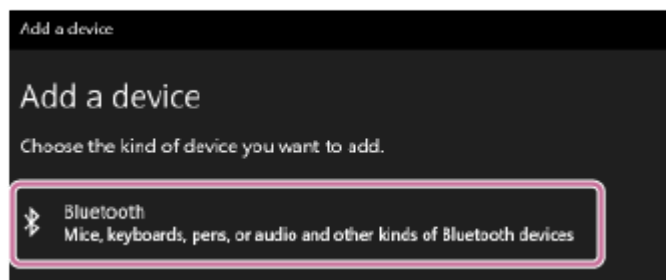 Add a device
Add a device
Choose the kind of device you want to add.
Bluetooth
Mice, keyboards, pens, or audio and other kinds of Bluetooth devices